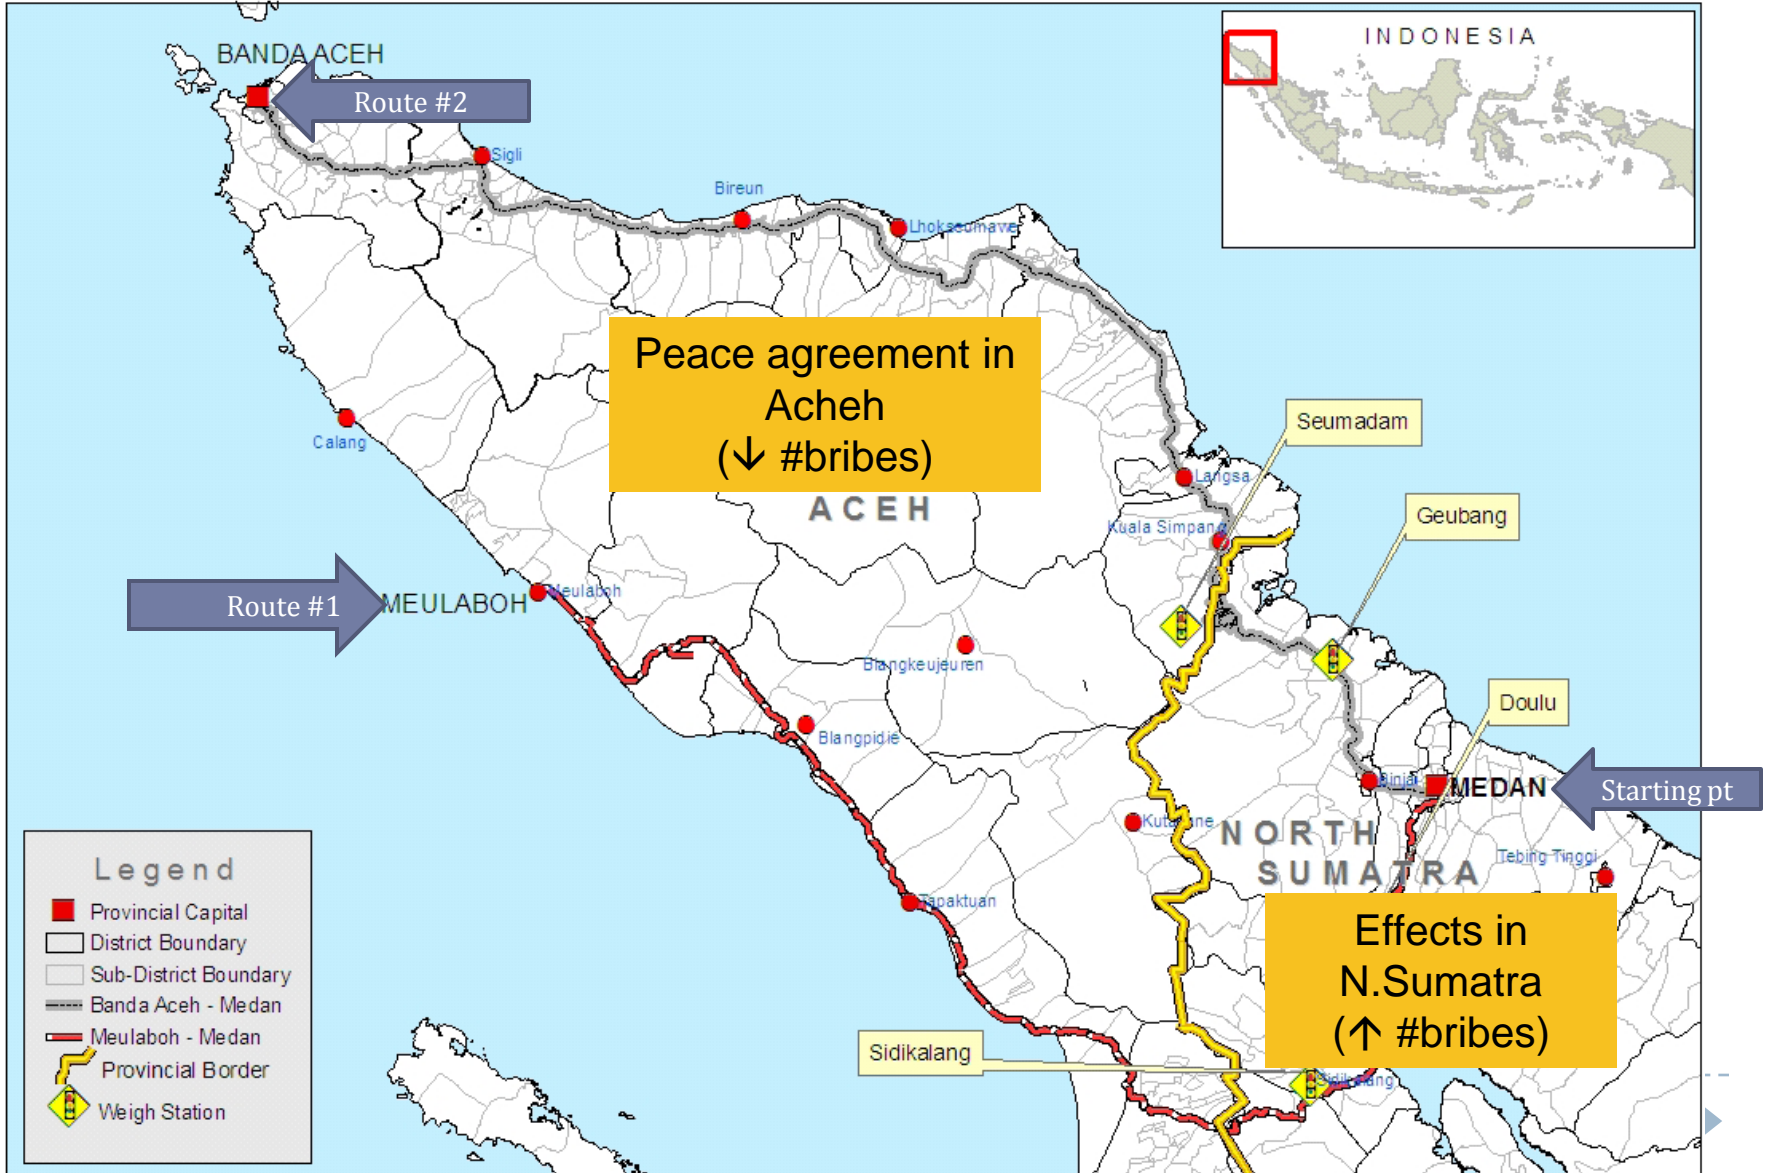 INDONESIA
BANDA ACEH
Route #2
Sigli
Bireun
Lhokseumawe
Peace agreement in
Acheh
(↓ #bribes)
Seumadam
Calang
Langsa
ACEH
Geubang
Kuala Simpang
Route #1
MEULABOH
Meulaboh
Blangkeujeuren
Doulu
Blangpidie
Binjai
MEDAN
Starting pt
Kutacane
NORTH
SUMATRA
Tebing Tinggi
Tapaktuan
Effects in
N.Sumatra
(↑ #bribes)
Sidikalang
Sidikalang
Legend
Provincial Capital
District Boundary
Sub-District Boundary
Banda Aceh - Medan
Meulaboh - Medan
Provincial Border
Weigh Station